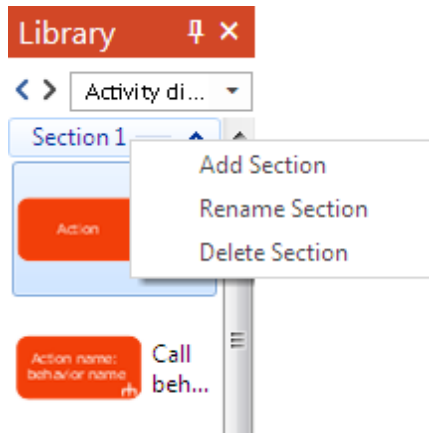 Library
Activity di...
Section 1
Add Section
Rename Section
Delete Section
Action
Action name:
behavior name
Call
beh...